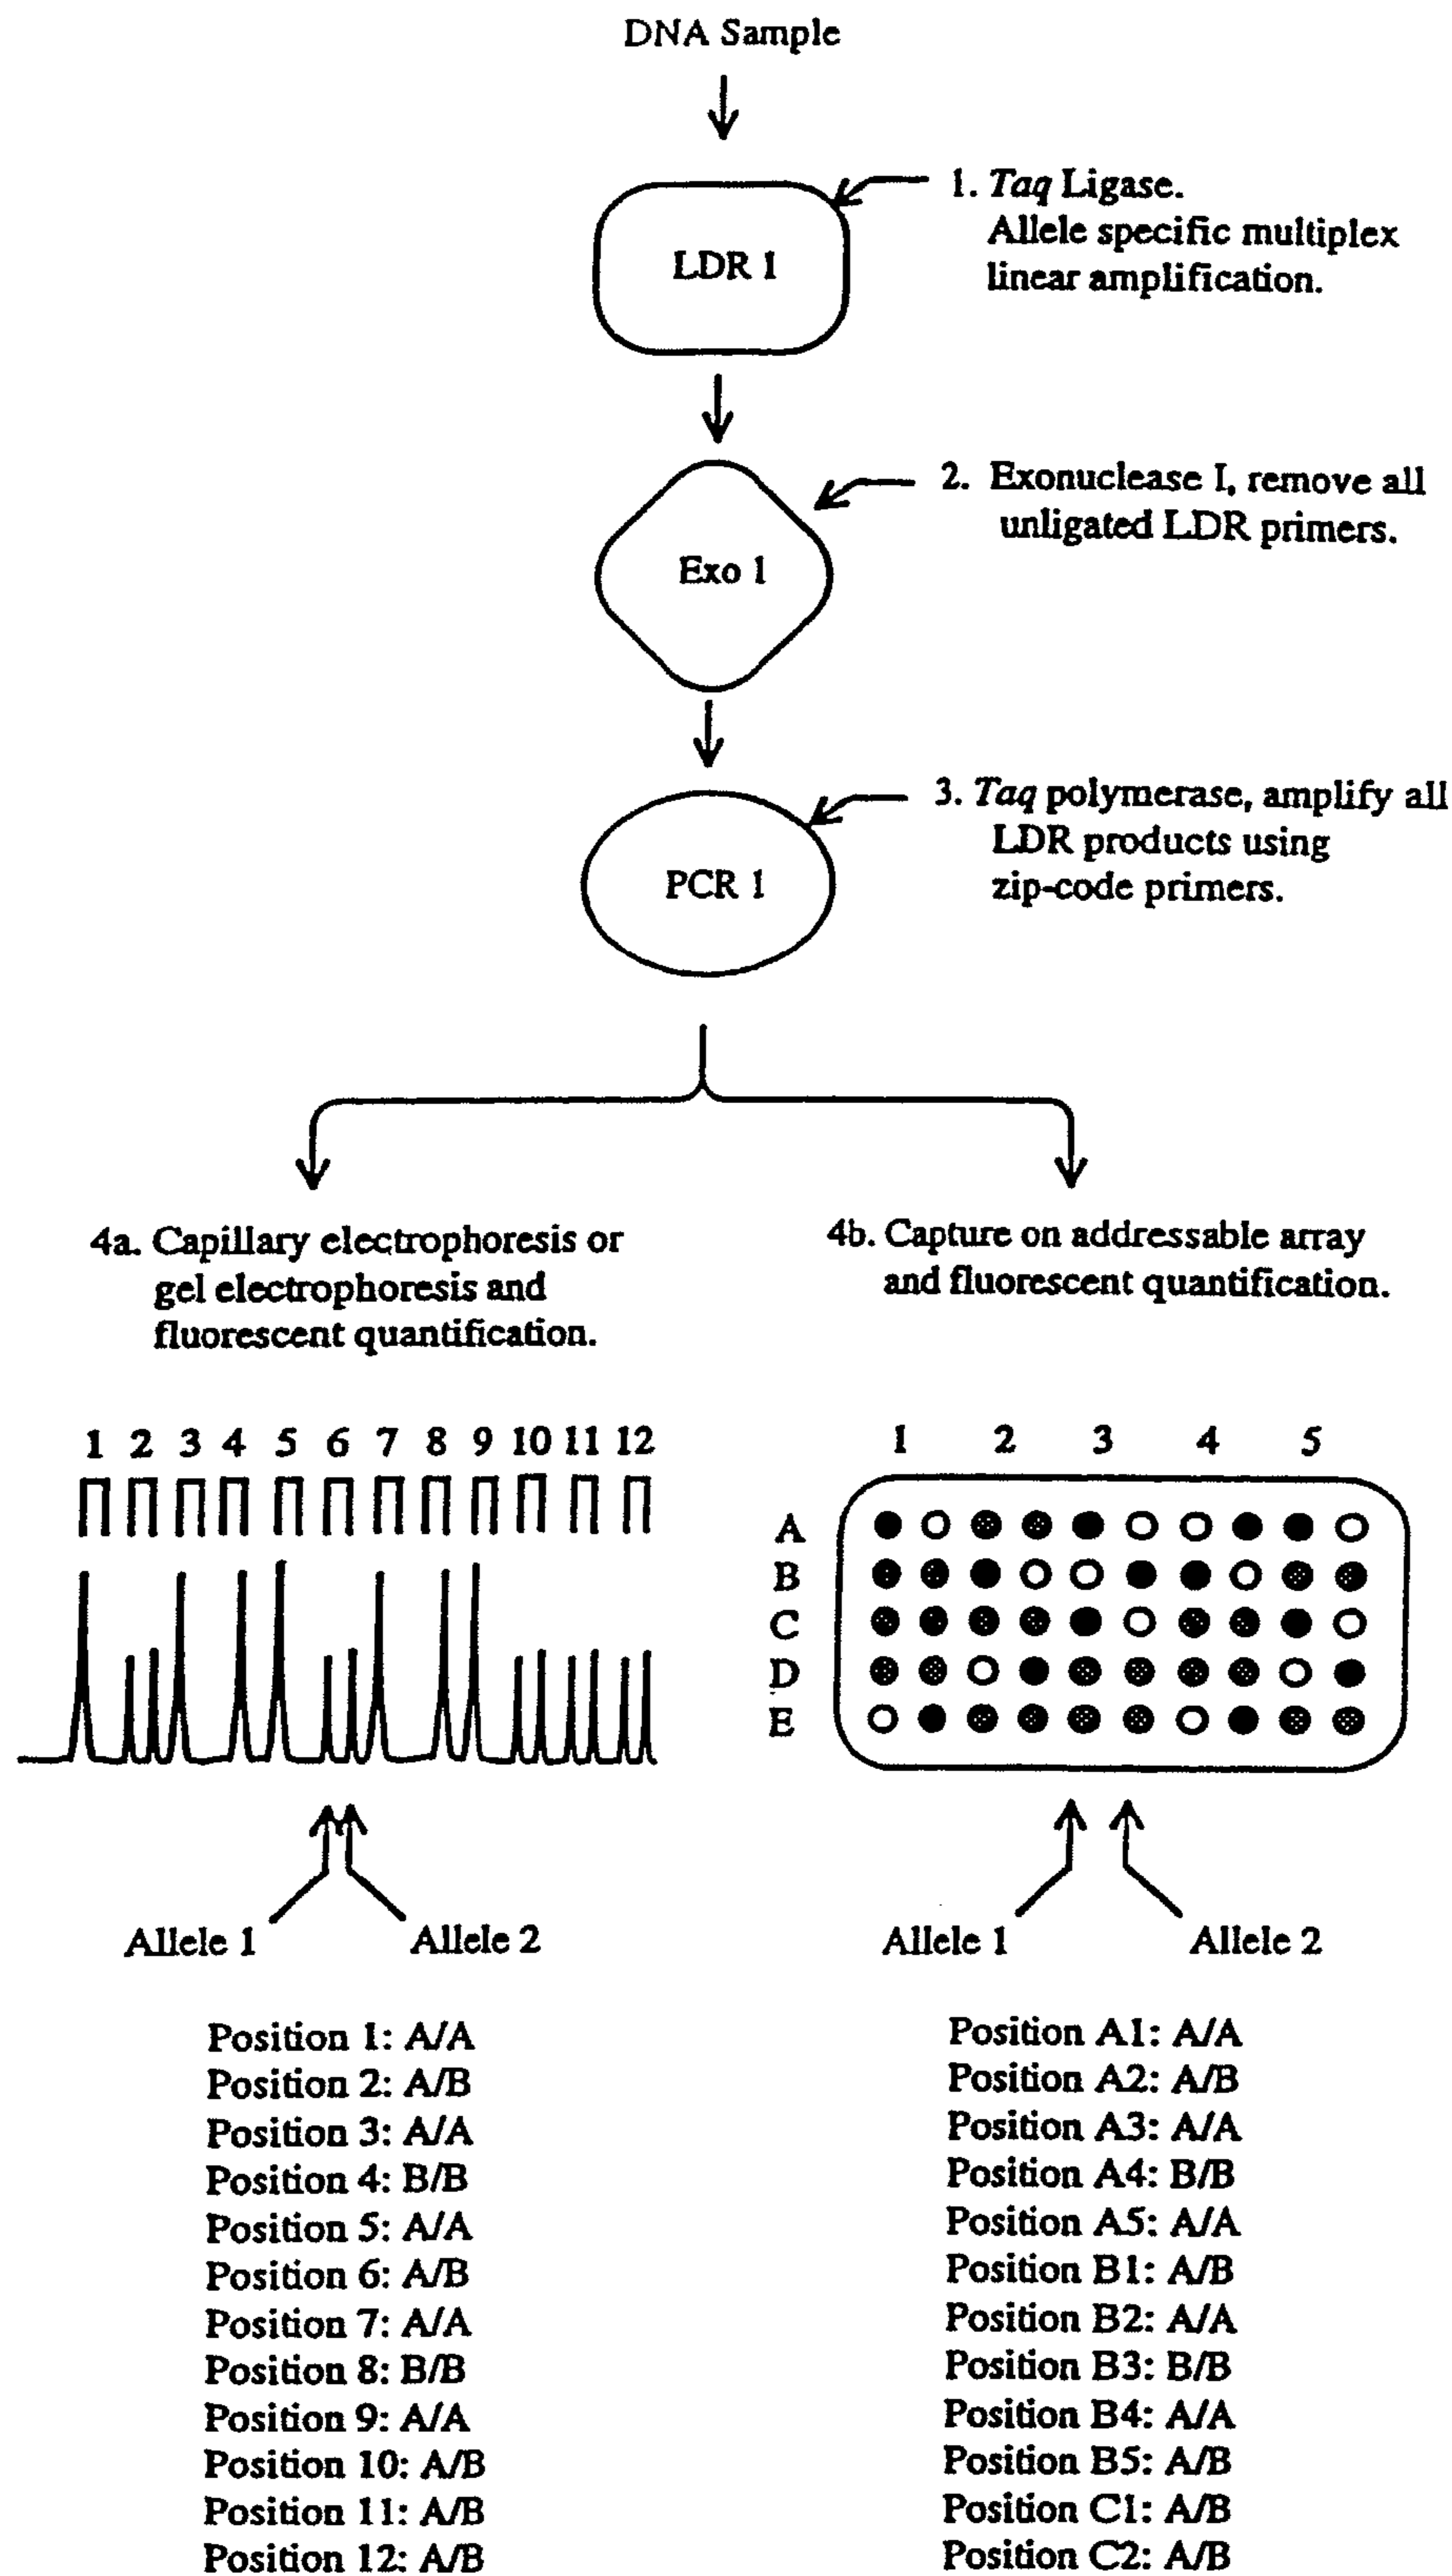 DNA Sample
LDR 1
1. Taq Ligase.
Allele specific multiplex
linear amplification.
Exo 1
2. Exonuclease I, remove all
unligated LDR primers.
PCR 1
3. Taq polymerase, amplify all
LDR products using
zip-code primers.
4a. Capillary electrophoresis or
gel electrophoresis and
fluorescent quantification.
4b. Capture on addressable array
and fluorescent quantification.
1 2 3 4 5 6 7 8 9 10 11 12
1 2 3 4 5
A
B
C
D
E
Allele 1
Allele 2
Allele 1
Allele 2
Position 1: A/A
Position 2: A/B
Position 3: A/A
Position 4: B/B
Position 5: A/A
Position 6: A/B
Position 7: A/A
Position 8: B/B
Position 9: A/A
Position 10: A/B
Position 11: A/B
Position 12: A/B
Position A1: A/A
Position A2: A/B
Position A3: A/A
Position A4: B/B
Position A5: A/A
Position B1: A/B
Position B2: A/A
Position B3: B/B
Position B4: A/A
Position B5: A/B
Position C1: A/B
Position C2: A/B